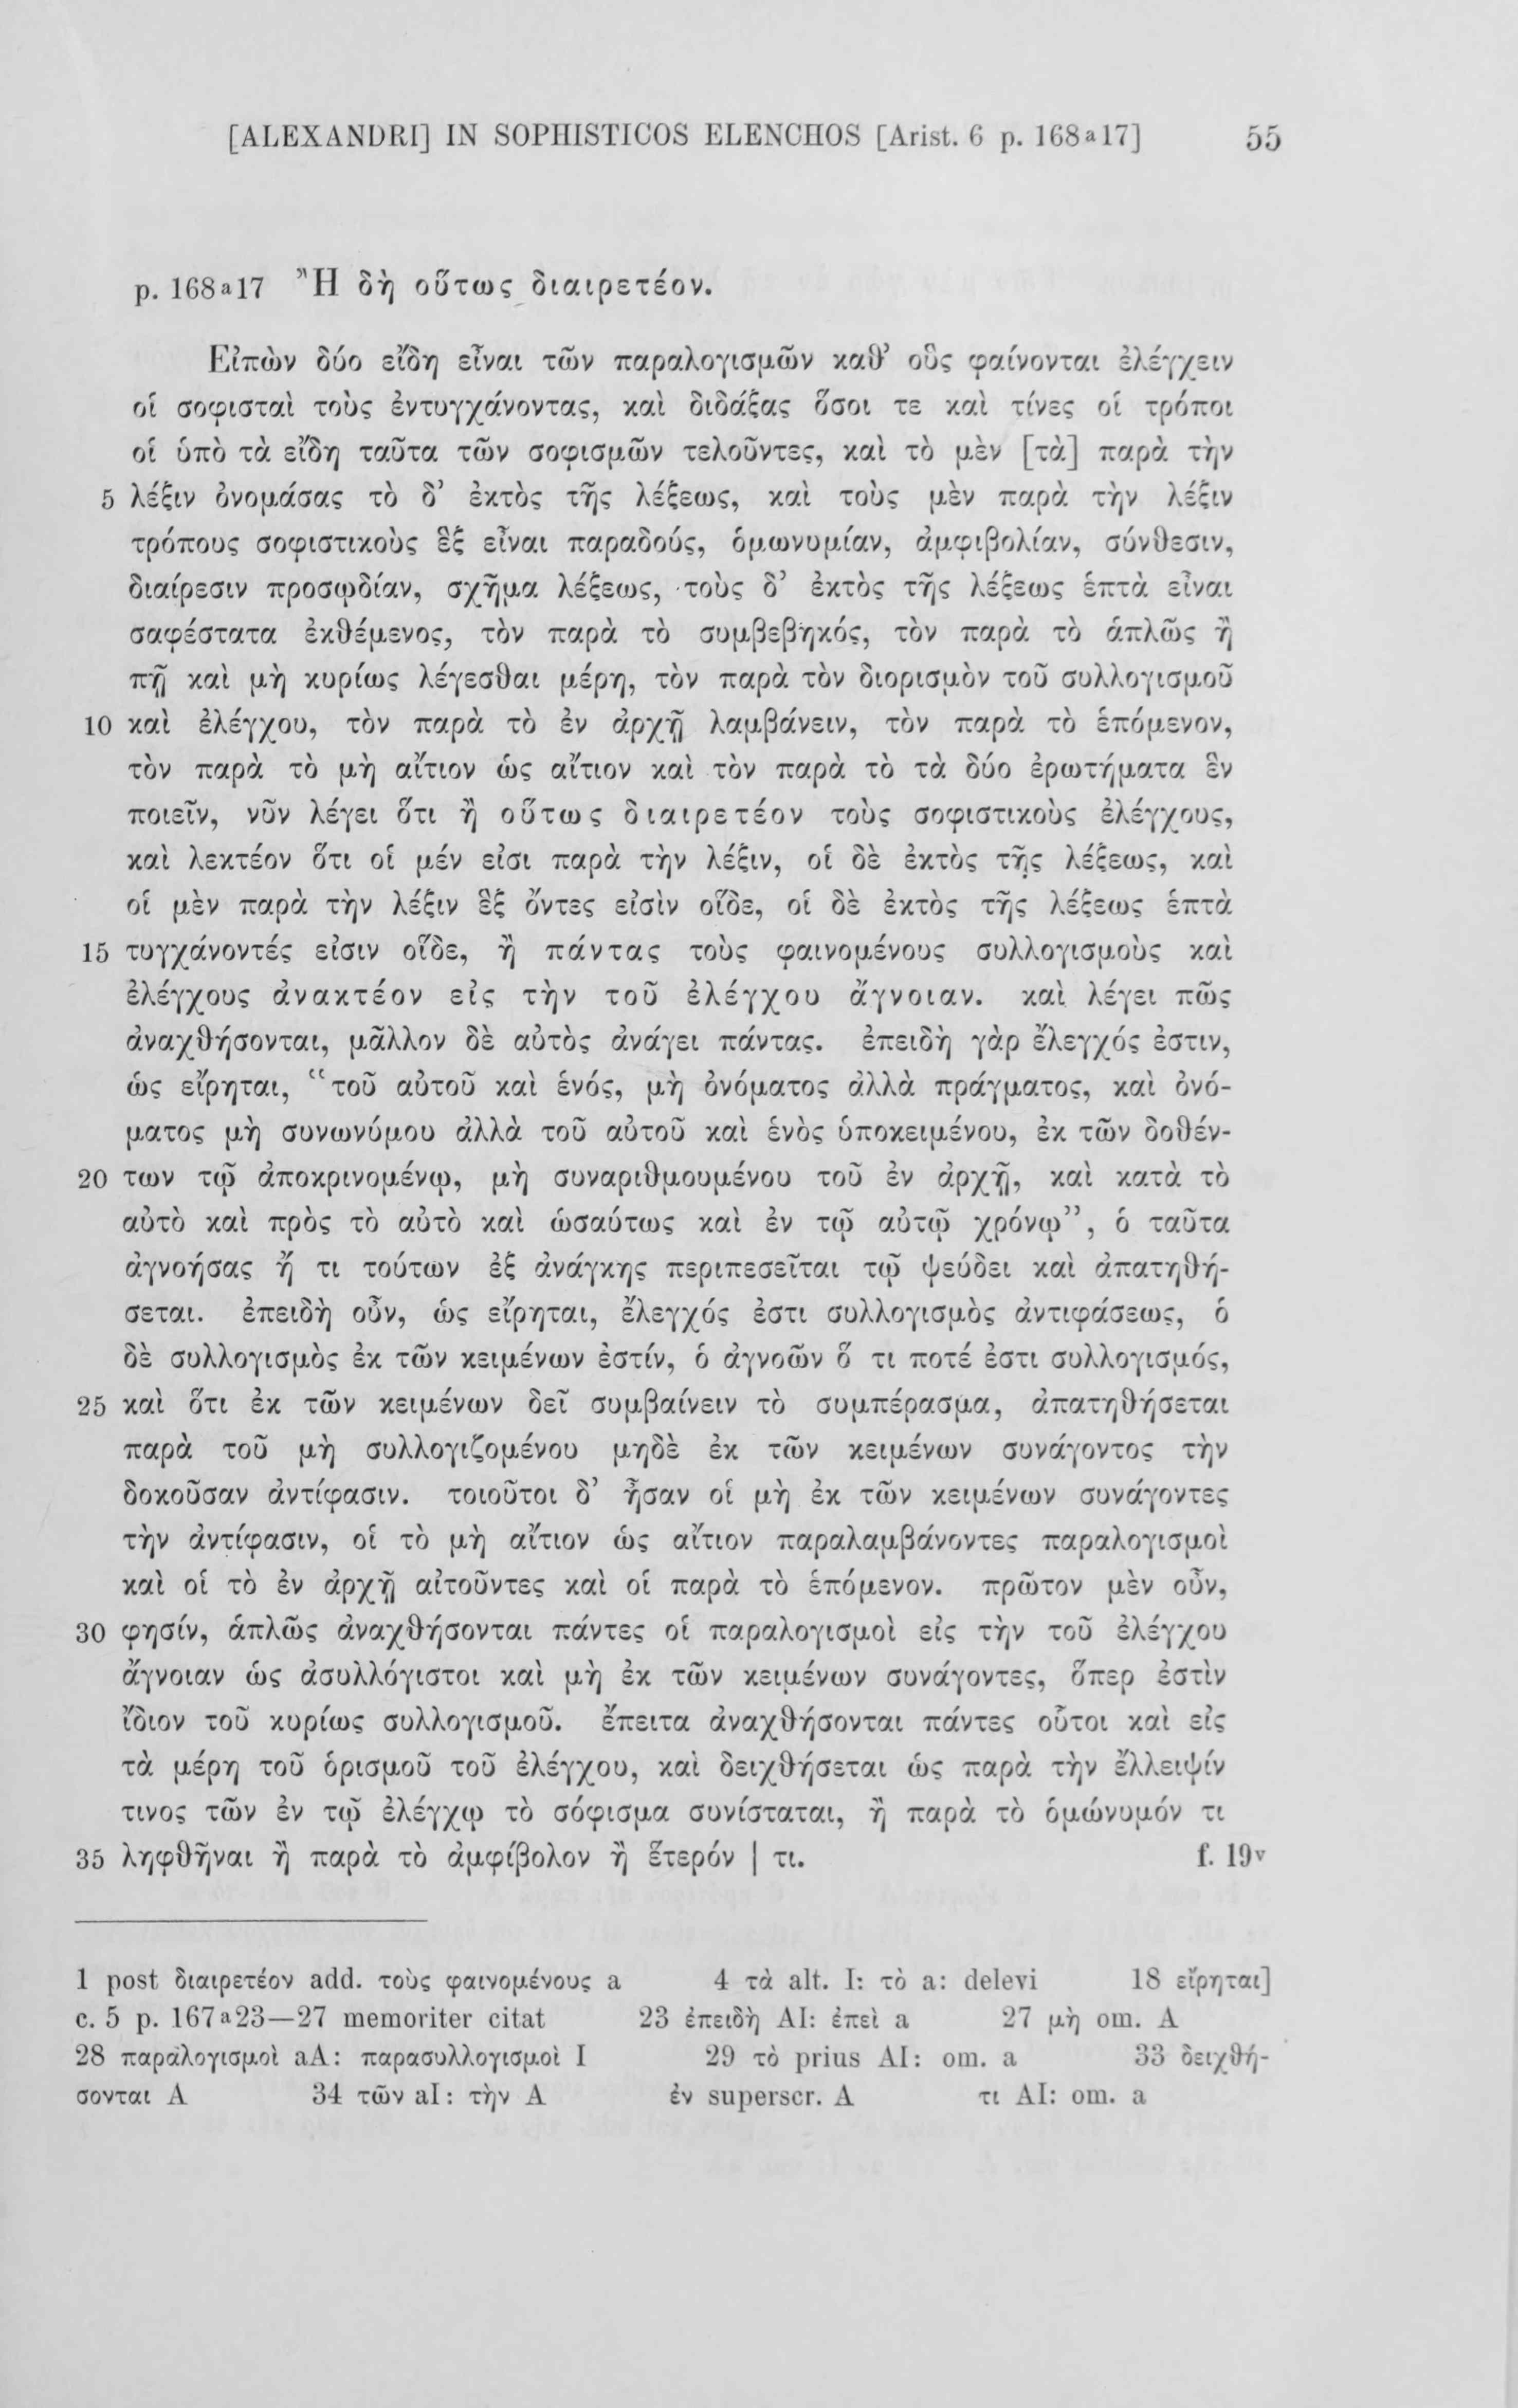 [ALEXANDRI] IN SOPHISTICOS ELENCHOS [Arist. 6 p. 168a17] 55
p. 168a17 Ἢ δὴ οὕτως διαιρετέον.
Εἰπὼν δύο εἴδη εἶναι τῶν παραλογισμῶν καθ’ οὓς φαίνονται ἐλέγχειν
οἱ σοφισταὶ τοὺς ἐντυγχάνοντας, καὶ διδάξας ὅσοι τε καὶ τίνες οἱ τρόποι
οἱ ὑπὸ τὰ εἴδη ταῦτα τῶν σοφισμῶν τελοῦντες, καὶ τὸ μὲν [τὰ] παρὰ τὴν
5 λέξιν ὀνομάσας τὸ δ’ ἐκτὸς τῆς λέξεως, καὶ τοὺς μὲν παρὰ τὴν λέξιν
τρόπους σοφιστικοὺς ἓξ εἶναι παραδούς, ὁμωνυμίαν, ἀμφιβολίαν, σύνθεσιν,
διαίρεσιν προσῳδίαν, σχῆμα λέξεως, τοὺς δ’ ἐκτὸς τῆς λέξεως ἑπτὰ εἶναι
σαφέστατα ἐκθέμενος, τὸν παρὰ τὸ συμβεβηκός, τὸν παρὰ τὸ ἁπλῶς ἢ
πῇ καὶ μὴ κυρίως λέγεσθαι μέρη, τὸν παρὰ τὸν διορισμὸν τοῦ συλλογισμοῦ
10 καὶ ἐλέγχου, τὸν παρὰ τὸ ἐν ἀρχῇ λαμβάνειν, τὸν παρὰ τὸ ἑπόμενον,
τὸν παρὰ τὸ μὴ αἴτιον ὡς αἴτιον καὶ τὸν παρὰ τὸ τὰ δύο ἐρωτήματα ἓν
ποιεῖν, νῦν λέγει ὅτι ἢ οὕτως διαιρετέον τοὺς σοφιστικοὺς ἐλέγχους,
καὶ λεκτέον ὅτι οἱ μέν εἰσι παρὰ τὴν λέξιν, οἱ δὲ ἐκτὸς τῆς λέξεως, καὶ
οἱ μὲν παρὰ τὴν λέξιν ἓξ ὄντες εἰσὶν οἵδε, οἱ δὲ ἐκτὸς τῆς λέξεως ἑπτὰ
15 τυγχάνοντές εἰσιν οἵδε, ἢ πάντας τοὺς φαινομένους συλλογισμοὺς καὶ
ἐλέγχους ἀνακτέον εἰς τὴν τοῦ ἐλέγχου ἄγνοιαν. καὶ λέγει πῶς
ἀναχθήσονται, μᾶλλον δὲ αὐτὸς ἀνάγει πάντας. ἐπειδὴ γὰρ ἔλεγχός ἐστιν,
ὡς εἴρηται, “τοῦ αὐτοῦ καὶ ἑνός, μὴ ὀνόματος ἀλλὰ πράγματος, καὶ ὀνό-
ματος μὴ συνωνύμου ἀλλὰ τοῦ αὐτοῦ καὶ ἑνὸς ὑποκειμένου, ἐκ τῶν δοθέν-
20 των τῷ ἀποκρινομένῳ, μὴ συναριθμουμένου τοῦ ἐν ἀρχῇ, καὶ κατὰ τὸ
αὐτὸ καὶ πρὸς τὸ αὐτὸ καὶ ὡσαύτως καὶ ἐν τῷ αὐτῷ χρόνῳ”, ὁ ταῦτα
ἀγνοήσας ἤ τι τούτων ἐξ ἀνάγκης περιπεσεῖται τῷ ψεύδει καὶ ἀπατηθή-
σεται. ἐπειδὴ οὖν, ὡς εἴρηται, ἔλεγχός ἐστι συλλογισμὸς ἀντιφάσεως, ὁ
δὲ συλλογισμὸς ἐκ τῶν κειμένων ἐστίν, ὁ ἀγνοῶν ὅ τι ποτέ ἐστι συλλογισμός,
25 καὶ ὅτι ἐκ τῶν κειμένων δεῖ συμβαίνειν τὸ συμπέρασμα, ἀπατηθήσεται
παρὰ τοῦ μὴ συλλογιζομένου μηδὲ ἐκ τῶν κειμένων συνάγοντος τὴν
δοκοῦσαν ἀντίφασιν. τοιοῦτοι δ’ ἦσαν οἱ μὴ ἐκ τῶν κειμένων συνάγοντες
τὴν ἀντίφασιν, οἱ τὸ μὴ αἴτιον ὡς αἴτιον παραλαμβάνοντες παραλογισμοὶ
καὶ οἱ τὸ ἐν ἀρχῇ αἰτοῦντες καὶ οἱ παρὰ τὸ ἑπόμενον. πρῶτον μὲν οὖν,
30 φησίν, ἁπλῶς ἀναχθήσονται πάντες οἱ παραλογισμοὶ εἰς τὴν τοῦ ἐλέγχου
ἄγνοιαν ὡς ἀσυλλόγιστοι καὶ μὴ ἐκ τῶν κειμένων συνάγοντες, ὅπερ ἐστὶν
ἴδιον τοῦ κυρίως συλλογισμοῦ. ἔπειτα ἀναχθήσονται πάντες οὗτοι καὶ εἰς
τὰ μέρη τοῦ ὁρισμοῦ τοῦ ἐλέγχου, καὶ δειχθήσεται ὡς παρὰ τὴν ἔλλειψίν
τινος τῶν ἐν τῷ ἐλέγχῳ τὸ σόφισμα συνίσταται, ἢ παρὰ τὸ ὁμώνυμόν τι
35 ληφθῆναι ἢ παρὰ τὸ ἀμφίβολον ἢ ἕτερόν | τι. f. 19v
1 post διαιρετέον add. τοὺς φαινομένους a 4 τὰ alt. I: τὸ a: delevi 18 εἴρηται]
c. 5 p. 167a23—27 memoriter citat 23 ἐπειδὴ AI: ἐπεὶ a 27 μὴ om. A
28 παραλογισμοὶ aA: παρασυλλογισμοὶ I 29 τὸ prius AI: om. a 33 δειχθή-
σονται A 34 τῶν aI: τὴν A ἐν superscr. A τι AI: om. a